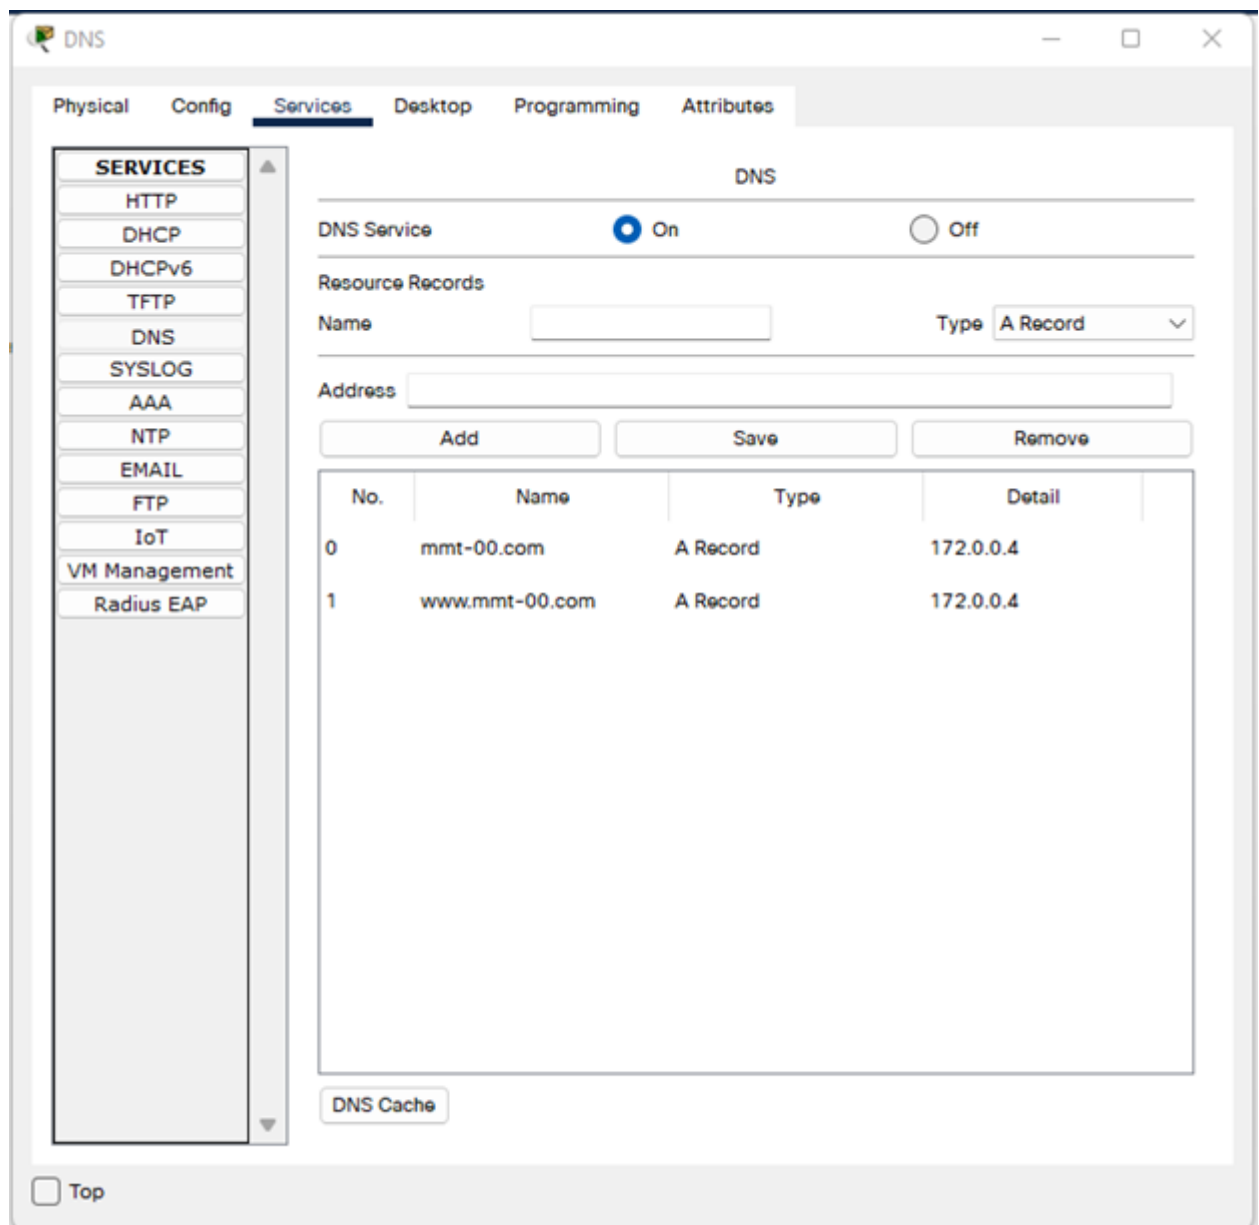 DNS
Physical Config Services Desktop Programming Attributes
SERVICES
HTTP
DHCP
DHCPv6
TFTP
DNS
SYSLOG
AAA
NTP
EMAIL
FTP
IoT
VM Management
Radius EAP
DNS
DNS Service On Off
Resource Records
Name Type A Record
Address
Add Save Remove
No. Name Type Detail
0 mmt-00.com A Record 172.0.0.4
1 www.mmt-00.com A Record 172.0.0.4
DNS Cache
Top